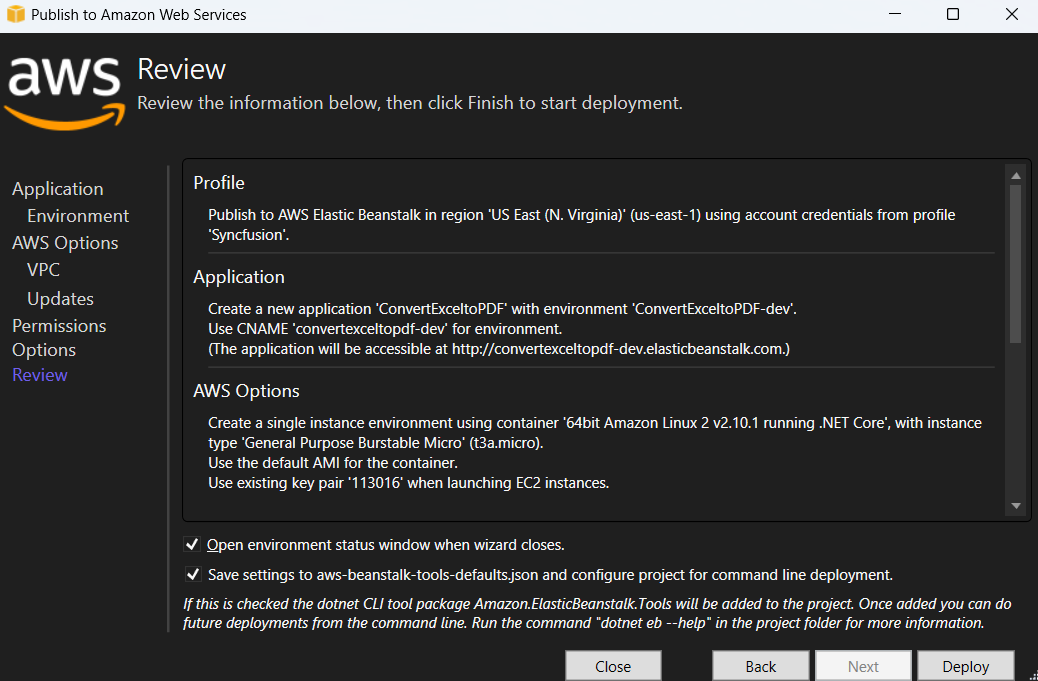 Publish to Amazon Web Services
aws
Review
Review the information below, then click Finish to start deployment.
Application
Environment
AWS Options
VPC
Updates
Permissions
Options
Review
Profile
Publish to AWS Elastic Beanstalk in region 'US East (N. Virginia)' (us-east-1) using account credentials from profile
'Syncfusion'.
Application
Create a new application 'ConvertExceltoPDF' with environment 'ConvertExceltoPDF-dev'.
Use CNAME 'convertexceltopdf-dev' for environment.
(The application will be accessible at http://convertexceltopdf-dev.elasticbeanstalk.com.)
AWS Options
Create a single instance environment using container '64bit Amazon Linux 2 v2.10.1 running .NET Core', with instance
type 'General Purpose Burstable Micro' (t3a.micro).
Use the default AMI for the container.
Use existing key pair '113016' when launching EC2 instances.
Open environment status window when wizard closes.
Save settings to aws-beanstalk-tools-defaults.json and configure project for command line deployment.
If this is checked the dotnet CLI tool package Amazon.ElasticBeanstalk.Tools will be added to the project. Once added you can do
future deployments from the command line. Run the command "dotnet eb --help" in the project folder for more information.
Close
Back
Next
Deploy